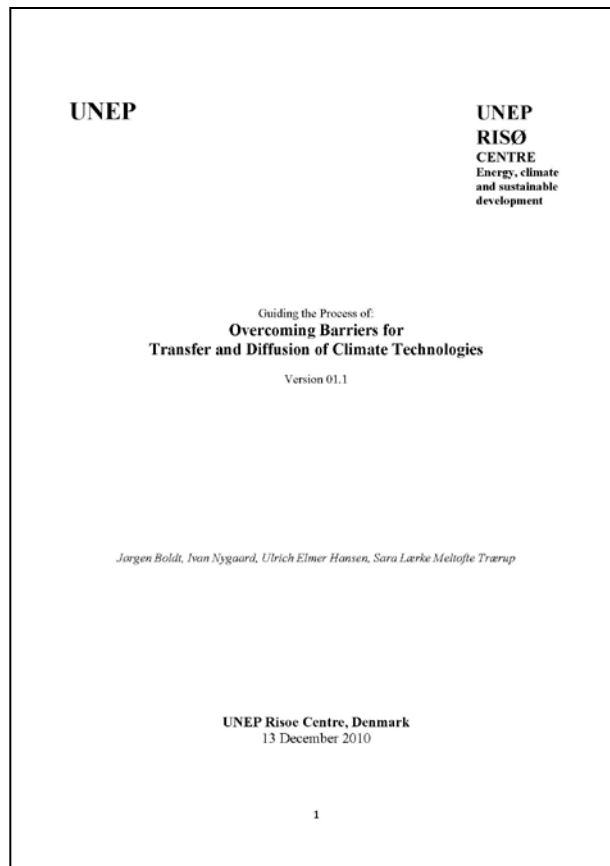 UNEP
UNEP
RISØ
CENTRE
Energy, climate
and sustainable
development
Guiding the Process of:
Overcoming Barriers for
Transfer and Diffusion of Climate Technologies
Version 01.1
Jørgen Boldt, Ivan Nygaard, Ulrich Elmer Hansen, Sara Lærke Meltofte Trærup
UNEP Risoe Centre, Denmark
13 December 2010
1